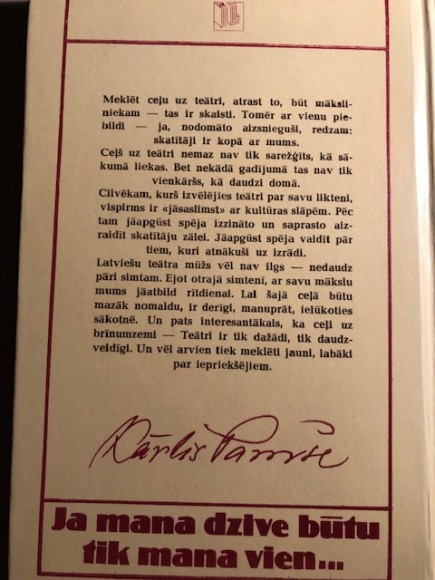 Meklēt ceļu uz teātri, atrast to, būt māksli-
niekam — tas ir skaisti. Tomēr ar vienu pie-
bildi — ja, nodomāto aizsnieguši, redzam:
skatītāji ir kopā ar mums.
Ceļš uz teātri nemaz nav tik sarežģīts, kā sā-
kumā liekas. Bet nekādā gadījumā tas nav tik
vienkāršs, kā daudzi domā.
Cilvēkam, kurš izvēlējies teātri par savu likteni,
vispirms ir «jāsaslimst» ar kultūras slāpēm. Pēc
tam jāapgūst spēja izzināto un saprasto aiz-
raidīt skatītāju zālei. Jāapgūst spēja valdīt pār
tiem, kuri atnākuši uz izrādi.
Latviešu teātra mūžs vēl nav ilgs — nedaudz
pāri simtam. Ejot otrajā simtenī, ar savu mākslu
mums jāatbild rītdienai. Lai šajā ceļā būtu
mazāk nomaldu, ir derīgi, manuprāt, ielūkoties
sākotnē. Un pats interesantākais, ka ceļi uz
brīnumzemi — Teātri ir tik dažādi, tik daudz-
veidīgi. Un vēl arvien tiek meklēti jauni, labāki
par iepriekšējiem.
Kārlis Pamše
Ja mana dzīve būtu
tik mana vien...